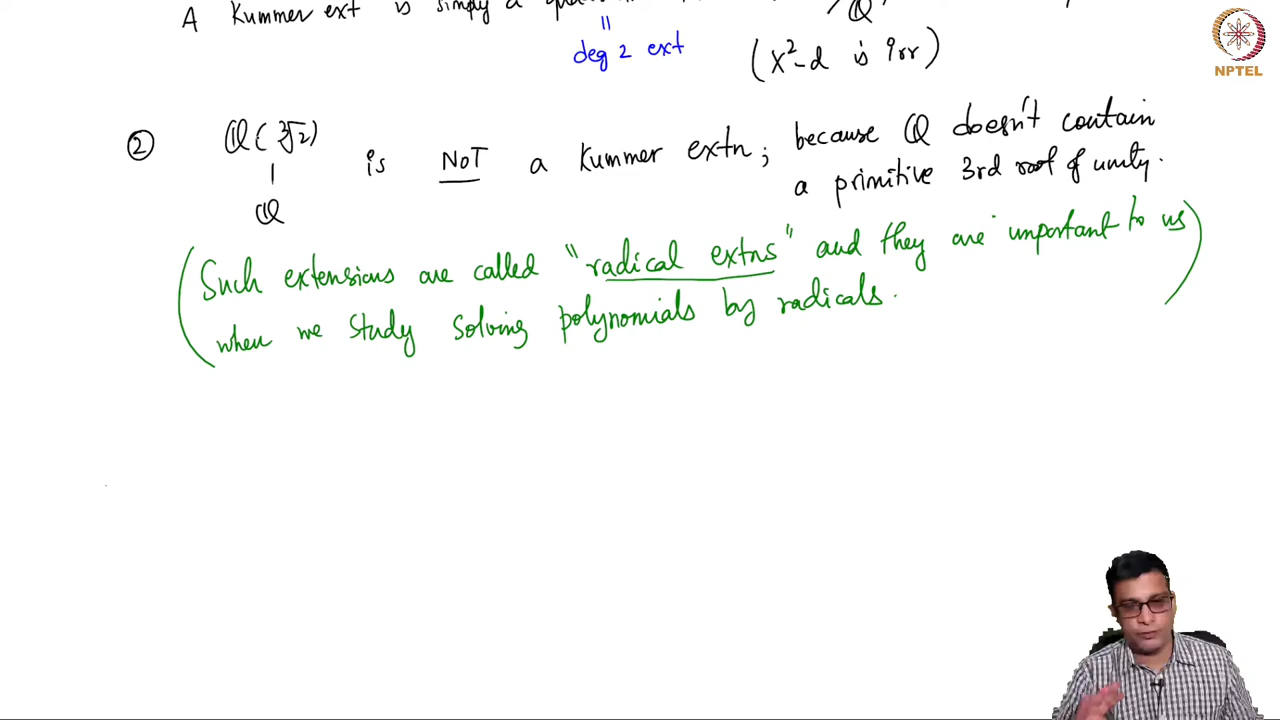 A Kummer ext is simply a
ℚ
NPTEL
=
deg 2 ext
(x²-d is irr)
② ℚ(∛2) is NOT a Kummer extn; because ℚ doesn't contain
a primitive 3rd root of unity.
ℚ
(Such extensions are called "radical extns" and they are important to us
when we study solving polynomials by radicals.)